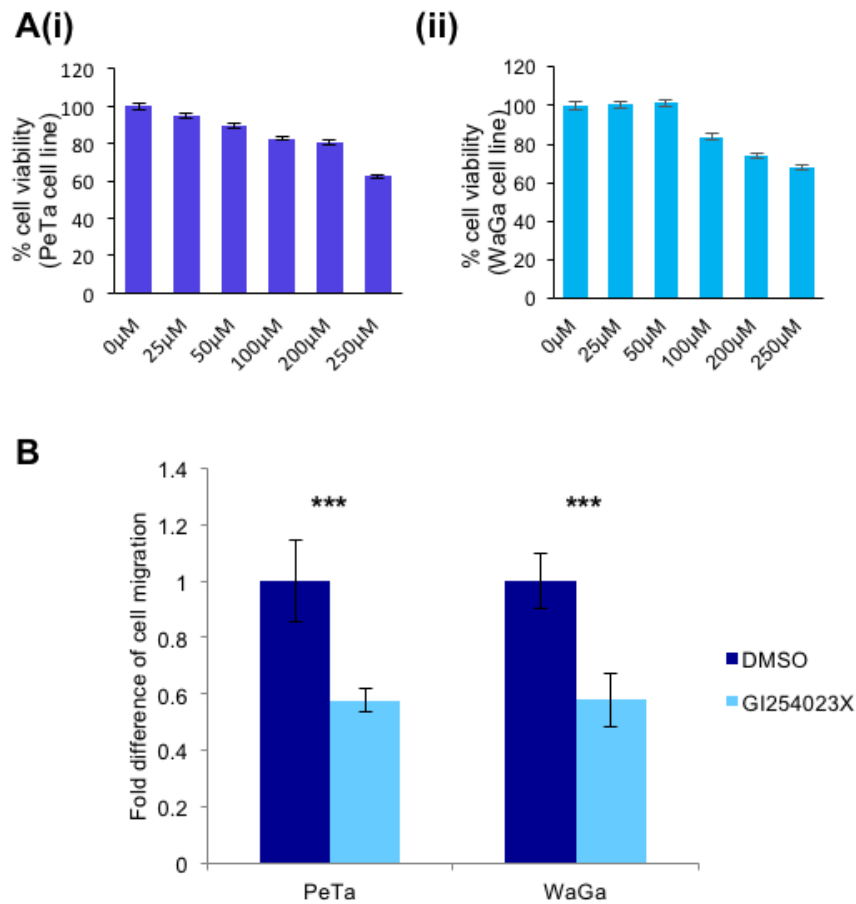 A(i)
% cell viability
(PeTa cell line)
120
100
80
60
40
20
0
0µM
25µM
50µM
100µM
200µM
250µM
(ii)
% cell viability
(WaGa cell line)
120
100
80
60
40
20
0
0µM
25µM
50µM
100µM
200µM
250µM
B
Fold difference of cell migration
1.4
1.2
1
0.8
0.6
0.4
0.2
0
***
***
PeTa
WaGa
DMSO
GI254023X